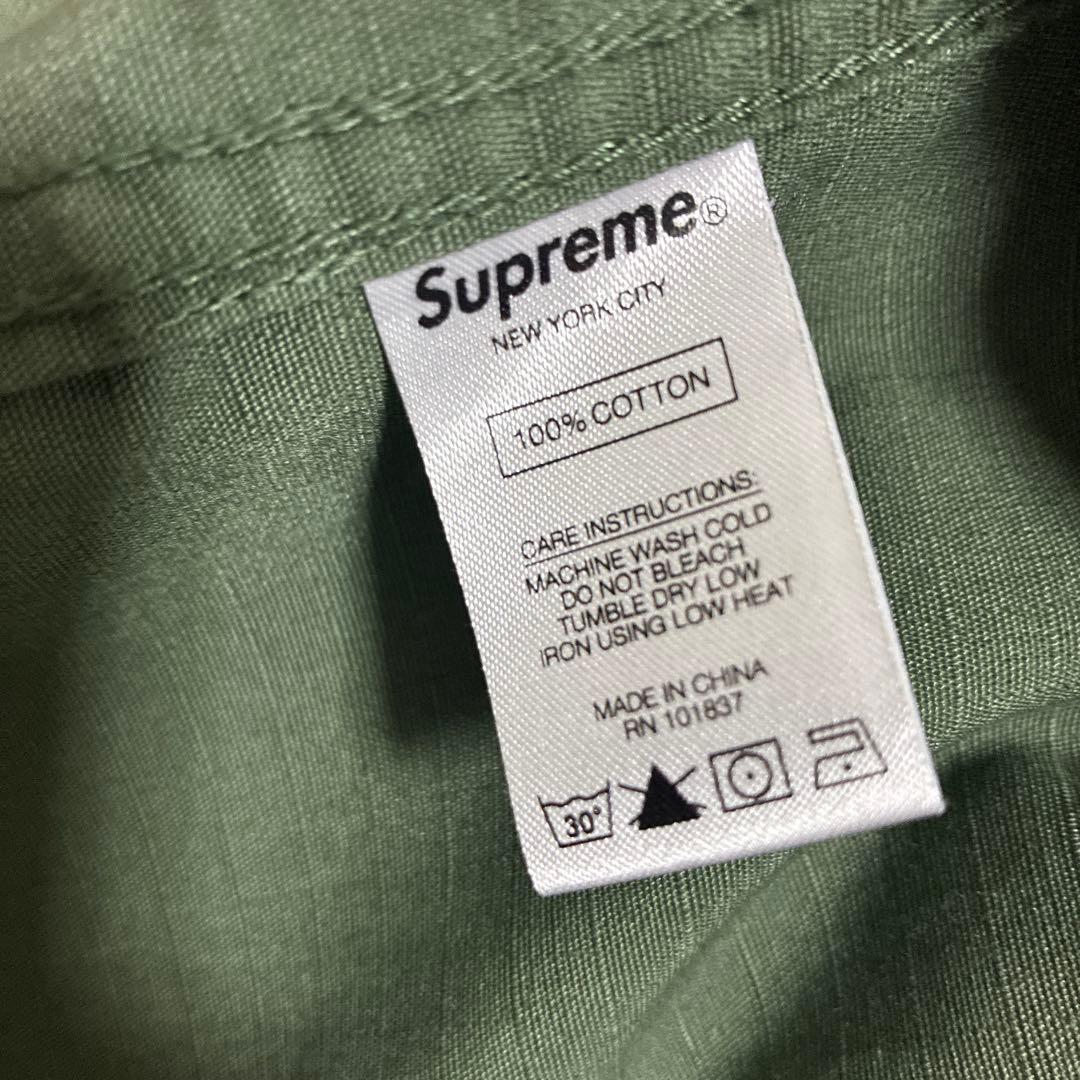 Supreme®
NEW YORK CITY
100% COTTON
CARE INSTRUCTIONS:
MACHINE WASH COLD
DO NOT BLEACH
TUMBLE DRY LOW
IRON USING LOW HEAT
MADE IN CHINA
RN 101837
30°